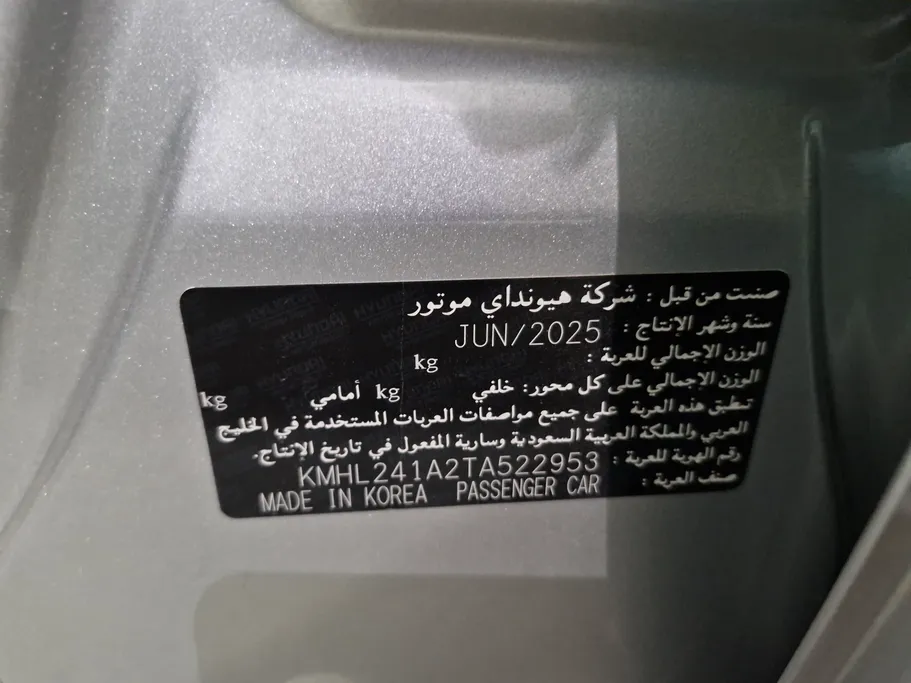 صنعت من قبل : شركة هيونداي موتور
سنة وشهر الإنتاج : JUN/2025
الوزن الإجمالي للعربة : kg
الوزن الإجمالي على كل محور: خلفي kg أمامي kg
تطبق هذه العربة على جميع مواصفات العربات المستخدمة في الخليج
العربي والمملكة العربية السعودية وسارية المفعول في تاريخ الإنتاج.
رقم الهوية للعربة : KMHL241A2TA522953
صنف العربة : PASSENGER CAR MADE IN KOREA